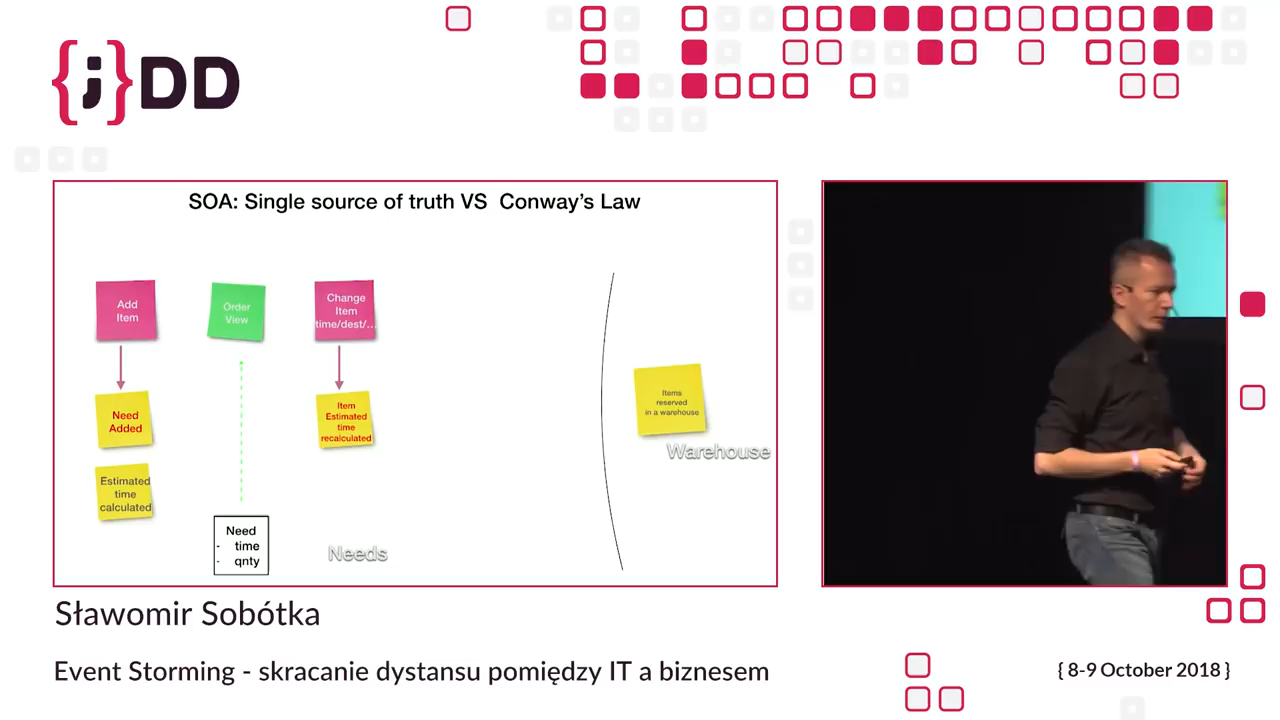 {j}DD
SOA: Single source of truth VS Conway's Law
Add
Item
Order
View
Change
Item
time/dest/...
Need
Added
Item
Estimated
time
recalculated
Items
reserved
in a warehouse
Warehouse
Estimated
time
calculated
Need
- time
- qnty
Needs
Sławomir Sobótka
Event Storming - skracanie dystansu pomiędzy IT a biznesem
{ 8-9 October 2018 }